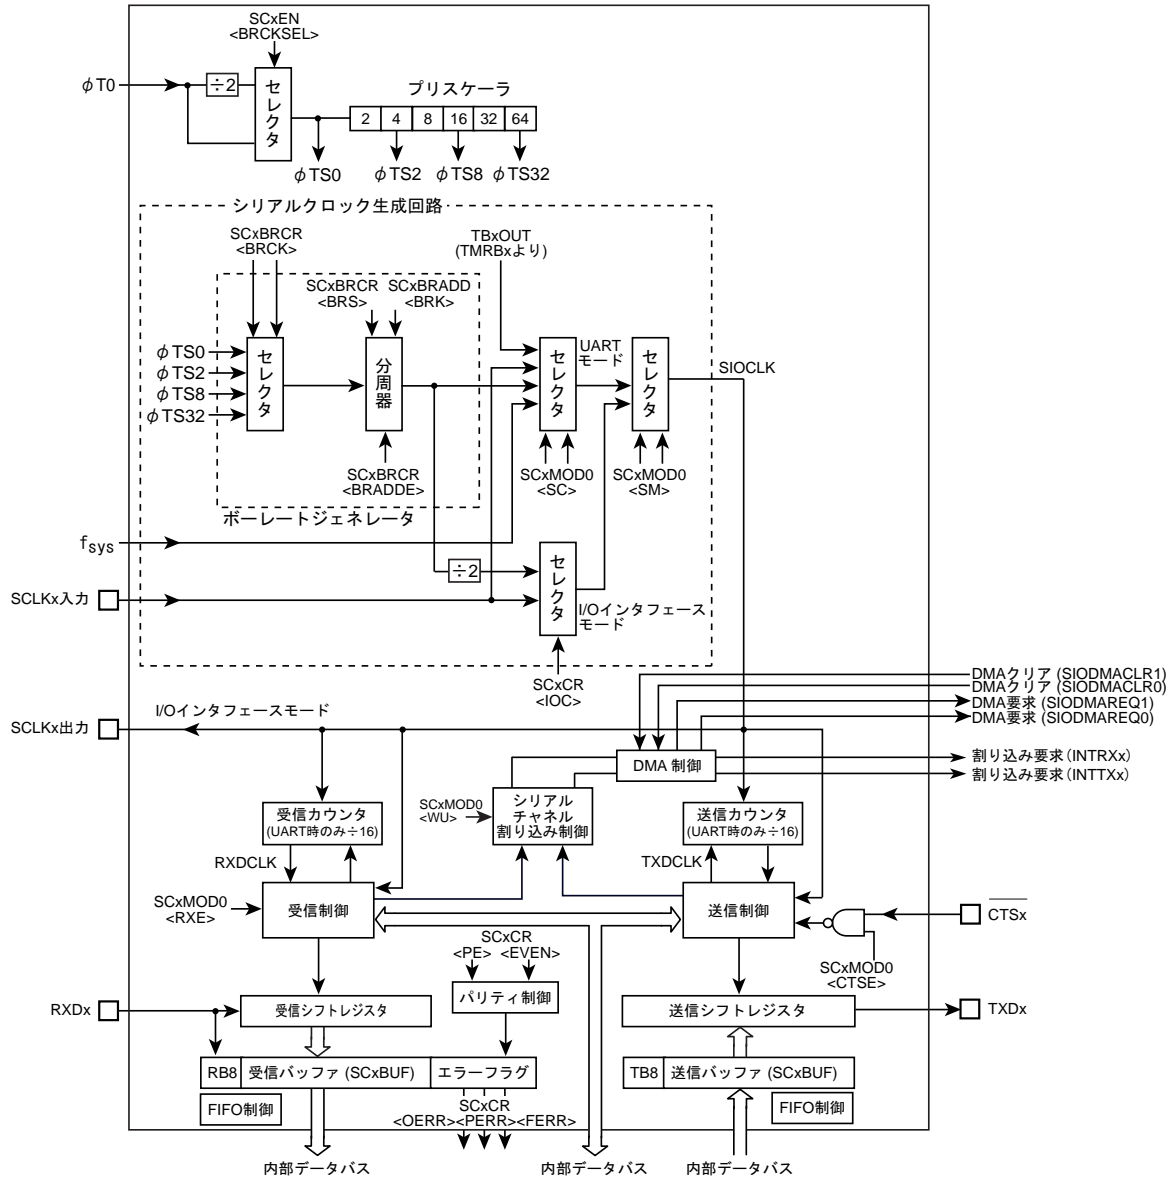 SCxEN
<BRCKSEL>
φT0
÷2
セレクタ
プリスケーラ
2 4 8 16 32 64
φTS0 φTS2 φTS8 φTS32
シリアルクロック生成回路
SCxBRCR
<BRCK>
TBxOUT
(TMRBxより)
SCxBRCR
<BRS>
SCxBRADD
<BRK>
φTS0
φTS2
φTS8
φTS32
セレクタ
分周器
セレクタ
UART
モード
セレクタ
SIOCLK
SCxBRCR
<BRADDE>
SCxMOD0
<SC>
SCxMOD0
<SM>
ボーレートジェネレータ
fsys
÷2
セレクタ
SCLKx入力
I/Oインタフェース
モード
SCxCR
<IOC>
DMAクリア (SIODMACLR1)
DMAクリア (SIODMACLR0)
DMA要求 (SIODMAREQ1)
DMA要求 (SIODMAREQ0)
I/Oインタフェースモード
SCLKx出力
DMA 制御
割り込み要求(INTRXx)
割り込み要求(INTTXx)
受信カウンタ
(UART時のみ÷16)
SCxMOD0
<WU>
シリアル
チャネル
割り込み制御
送信カウンタ
(UART時のみ÷16)
RXDCLK
TXDCLK
SCxMOD0
<RXE>
受信制御
送信制御
CTSx
SCxMOD0
<CTSE>
SCxCR
<PE> <EVEN>
パリティ制御
RXDx
受信シフトレジスタ
送信シフトレジスタ
TXDx
RB8 受信バッファ (SCxBUF) エラーフラグ
TB8 送信バッファ (SCxBUF)
FIFO制御
SCxCR
<OERR><PERR><FERR>
FIFO制御
内部データバス
内部データバス
内部データバス